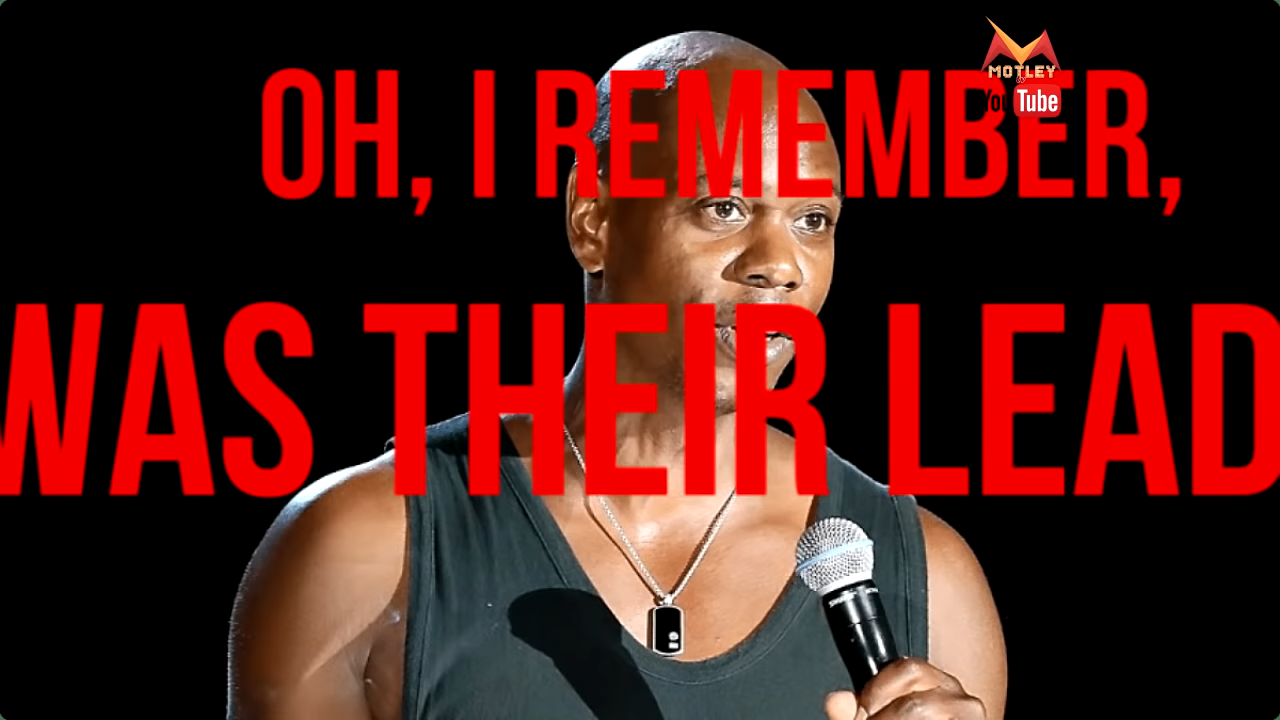 MOTLEY
YouTube
OH, I REMEMBER,
WAS THEIR LEAD